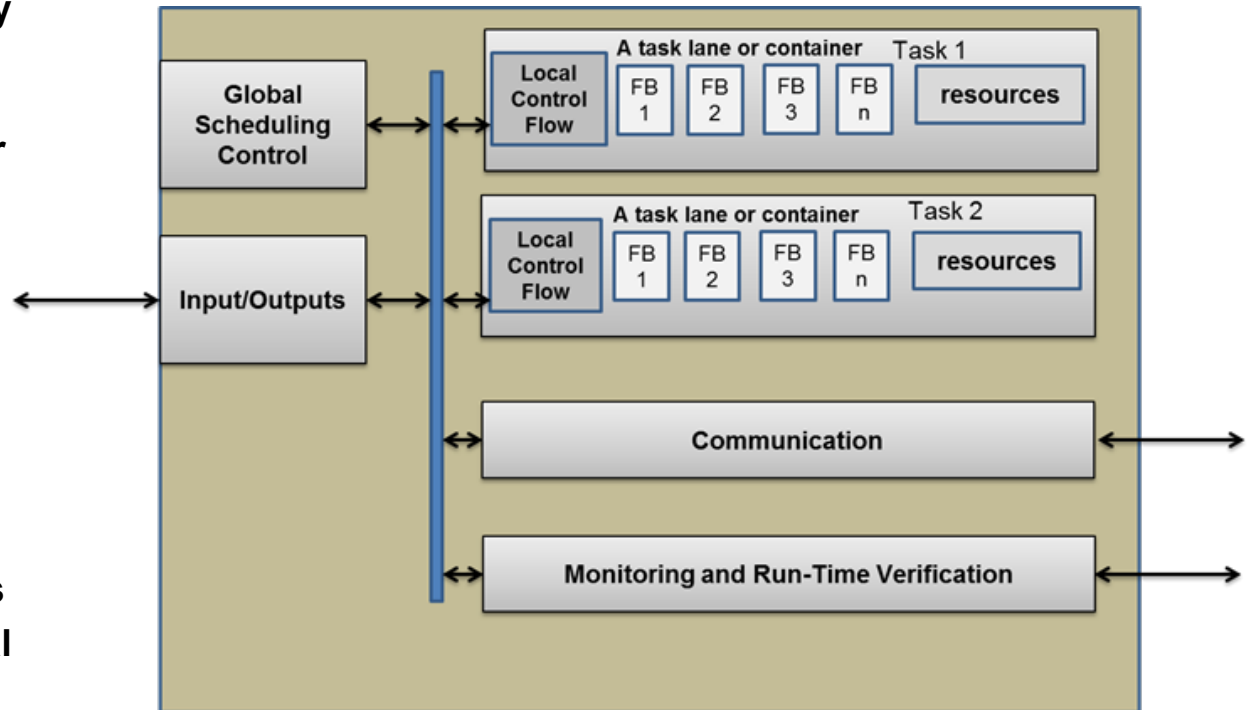 y
r
s
l
Global
Scheduling
Control
Input/Outputs
A task lane or container Task 1
Local
Control
Flow
FB
1
FB
2
FB
3
FB
n
resources
A task lane or container Task 2
Local
Control
Flow
FB
1
FB
2
FB
3
FB
n
resources
Communication
Monitoring and Run-Time Verification